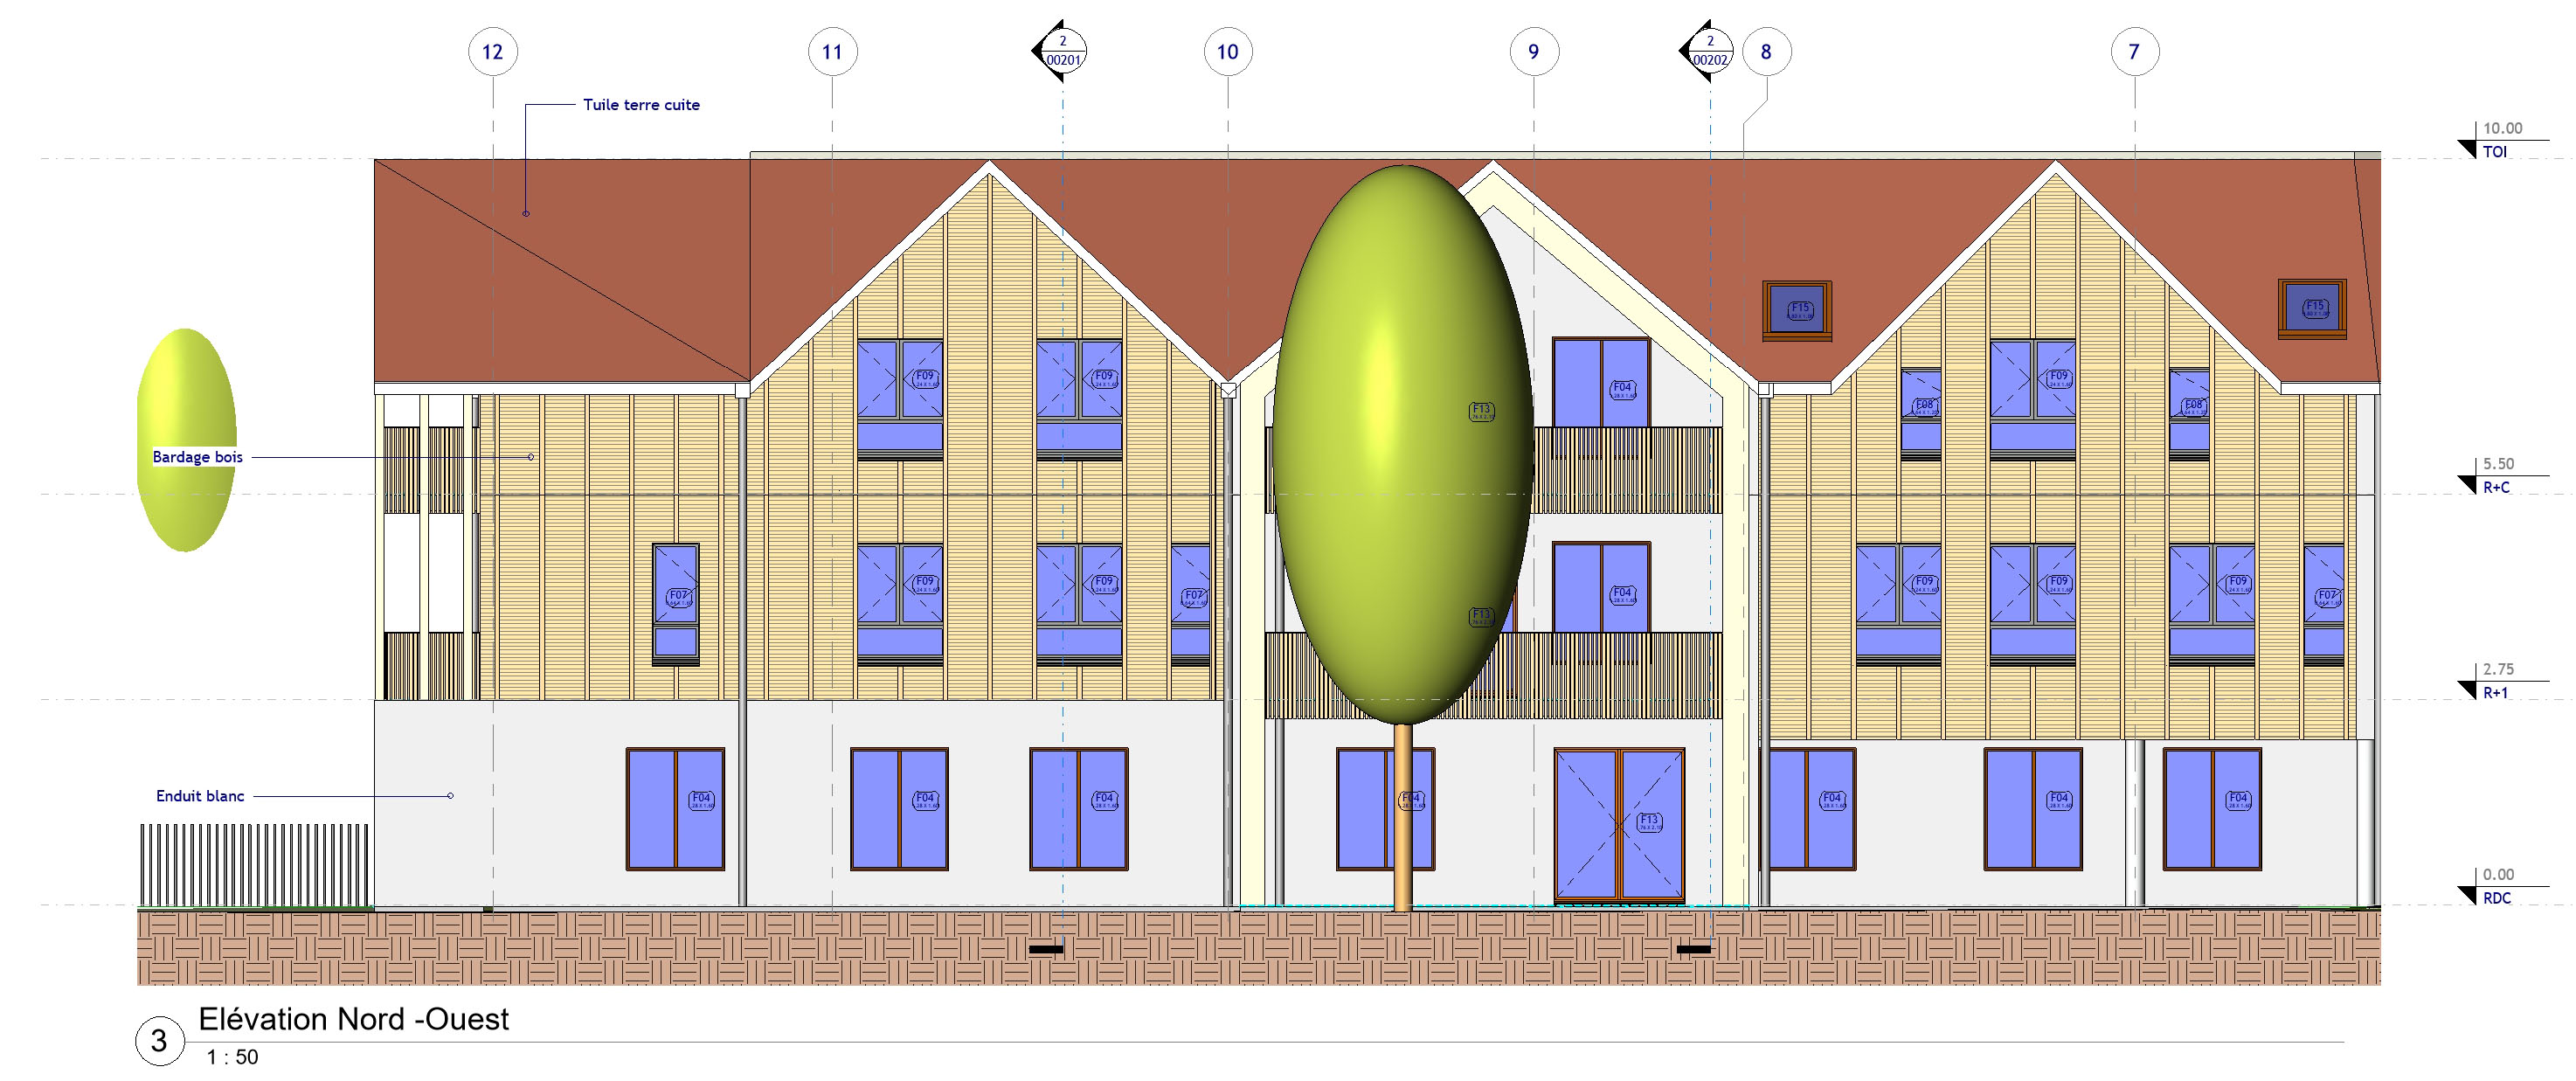 12
11
2
00201
10
9
2
00202
8
7
Tuile terre cuite
10.00
TOI
F15
F15
F09
F09
F04
F13
F08
F09
F08
Bardage bois
5.50
R+C
F07
F09
F09
F07
F13
F04
F09
F09
F09
F07
2.75
R+1
Enduit blanc
F04
F04
F04
F04
F13
F04
F04
F04
0.00
RDC
3
Elévation Nord -Ouest
1 : 50